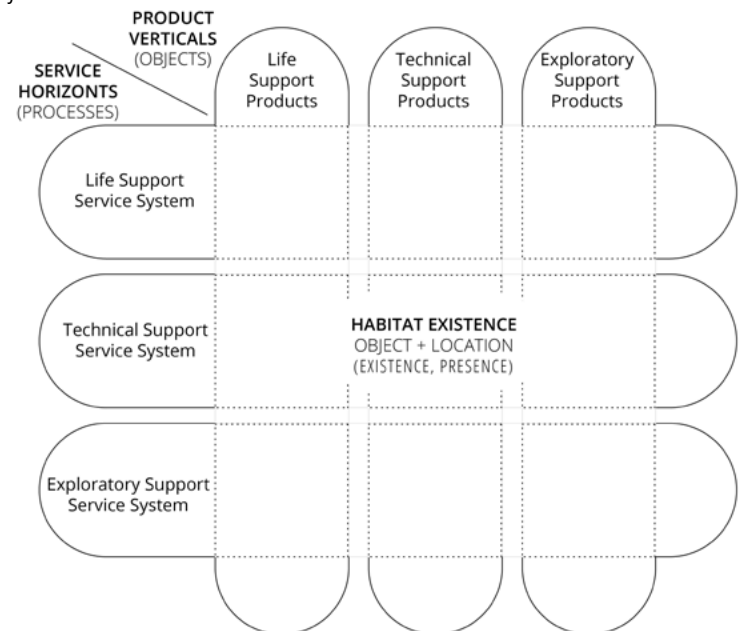 PRODUCT
VERTICALS
(OBJECTS)
SERVICE
HORIZONTS
(PROCESSES)
Life
Support
Products
Technical
Support
Products
Exploratory
Support
Products
Life Support
Service System
Technical Support
Service System
HABITAT EXISTENCE
OBJECT + LOCATION
(EXISTENCE, PRESENCE)
Exploratory Support
Service System